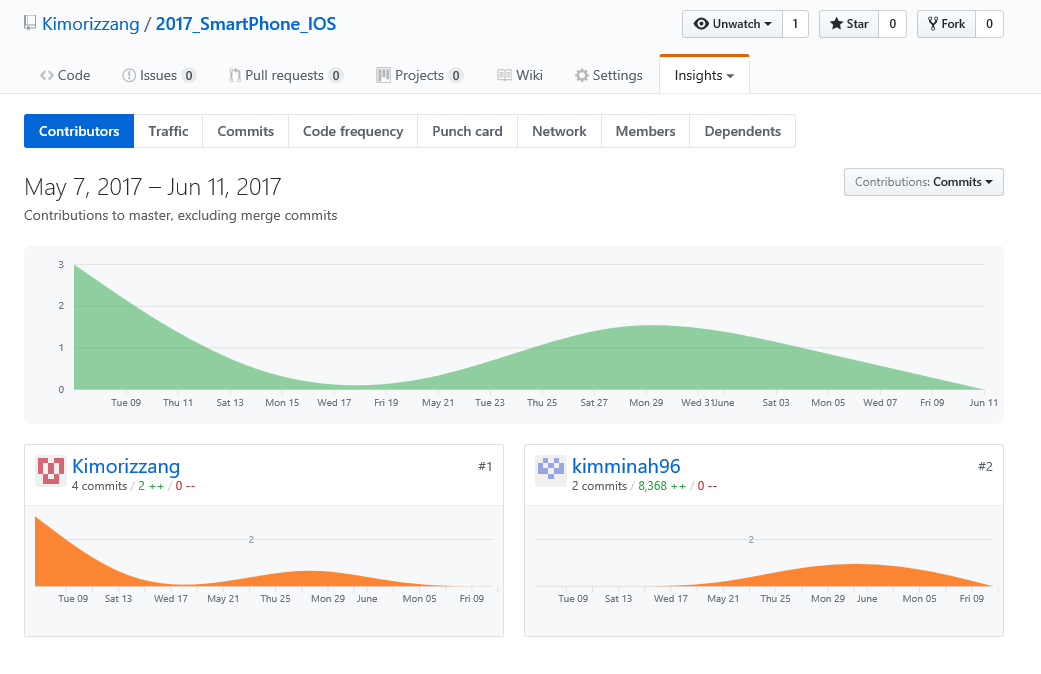 Kimorizzang / 2017_SmartPhone_IOS
Unwatch 1 Star 0 Fork 0
Code Issues 0 Pull requests 0 Projects 0 Wiki Settings Insights
Contributors Traffic Commits Code frequency Punch card Network Members Dependents
May 7, 2017 – Jun 11, 2017
Contributions: Commits
Contributions to master, excluding merge commits
3
2
1
0
Tue 09 Thu 11 Sat 13 Mon 15 Wed 17 Fri 19 May 21 Tue 23 Thu 25 Sat 27 Mon 29 Wed 31 June Sat 03 Mon 05 Wed 07 Fri 09 Jun 11
Kimorizzang #1
4 commits / 2 ++ / 0 --
2
Tue 09 Sat 13 Wed 17 May 21 Thu 25 Mon 29 June Mon 05 Fri 09
kimminah96 #2
2 commits / 8,368 ++ / 0 --
2
Tue 09 Sat 13 Wed 17 May 21 Thu 25 Mon 29 June Mon 05 Fri 09